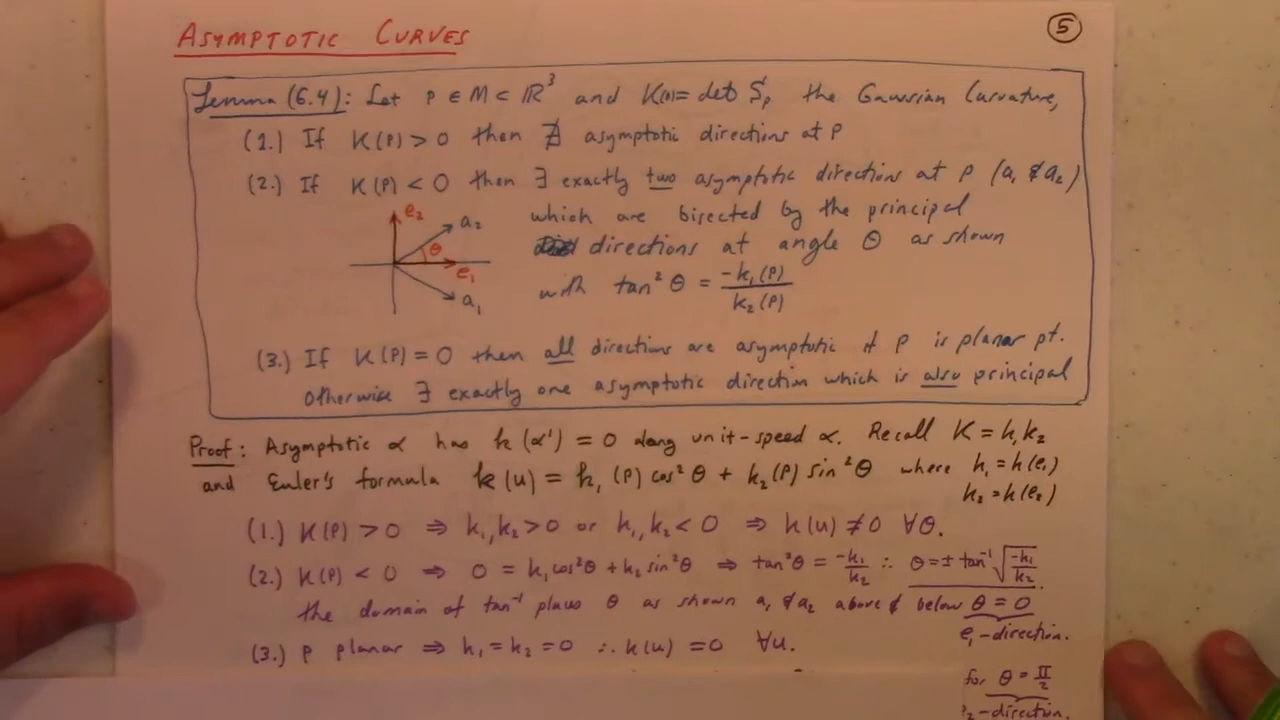 ASYMPTOTIC CURVES
5
Lemma (6.4): Let p ∈ M ⊂ ℝ³ and K(p) = det Sₚ the Gaussian Curvature,
(1.) If K(p) > 0 then ∄ asymptotic directions at p
(2.) If K(p) < 0 then ∃ exactly two asymptotic directions at p (a₁ & a₂)
which are bisected by the principal
directions at angle θ as shown
with tan² θ = -k₁(p) / k₂(p)
e₂
a₂
θ
e₁
a₁
(3.) If K(p) = 0 then all directions are asymptotic if p is planar pt.
otherwise ∃ exactly one asymptotic direction which is also principal
Proof: Asymptotic α has k(α') = 0 along unit-speed α. Recall K = k₁k₂
and Euler's formula k(u) = k₁(p) cos² θ + k₂(p) sin² θ where k₁ = k(e₁)
k₂ = k(e₂)
(1.) K(p) > 0 ⇒ k₁, k₂ > 0 or k₁, k₂ < 0 ⇒ k(u) ≠ 0 ∀θ.
(2.) K(p) < 0 ⇒ 0 = k₁cos²θ + k₂ sin²θ ⇒ tan²θ = -k₁/k₂ ∴ θ = ± tan⁻¹ √(-k₁/k₂).
the domain of tan⁻¹ places θ as shown a₁ & a₂ above & below θ = 0
e₁-direction.
(3.) p planar ⇒ k₁ = k₂ = 0 ∴ k(u) = 0 ∀u.
for θ = π/2
e₂-direction.